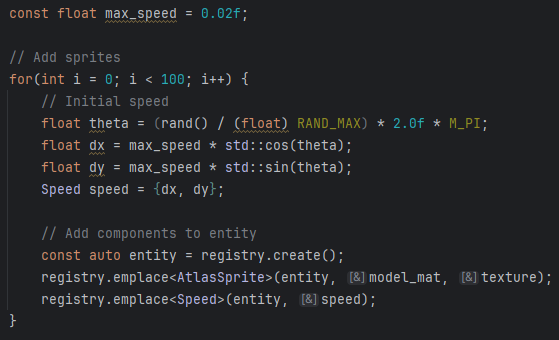 const float max_speed = 0.02f;

// Add sprites
for(int i = 0; i < 100; i++) {
    // Initial speed
    float theta = (rand() / (float) RAND_MAX) * 2.0f * M_PI;
    float dx = max_speed * std::cos(theta);
    float dy = max_speed * std::sin(theta);
    Speed speed = {dx, dy};

    // Add components to entity
    const auto entity = registry.create();
    registry.emplace<AtlasSprite>(entity, [&]model_mat, [&]texture);
    registry.emplace<Speed>(entity, [&]speed);
}